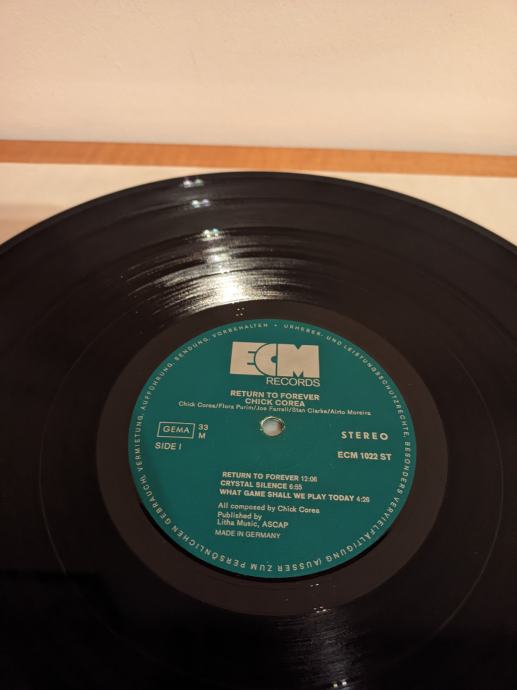 URHEBER- UND LEISTUNGSSCHUTZRECHTE, BESONDERS VERVIELFÄLTIGUNG (AUSSER ZUM PERSÖNLICHEN GEBRAUCH), VERMIETUNG, AUFFÜHRUNG, SENDUNG, VORBEHALTEN •
ECM
RECORDS
RETURN TO FOREVER
CHICK COREA
Chick Corea/Flora Purim/Joe Farrell/Stan Clarke/Airto Moreira
GEMA
33
M
STEREO
SIDE I
ECM 1022 ST
RETURN TO FOREVER 12:06
CRYSTAL SILENCE 6:55
WHAT GAME SHALL WE PLAY TODAY 4:26
All composed by Chick Corea
Published by
Litha Music, ASCAP
MADE IN GERMANY